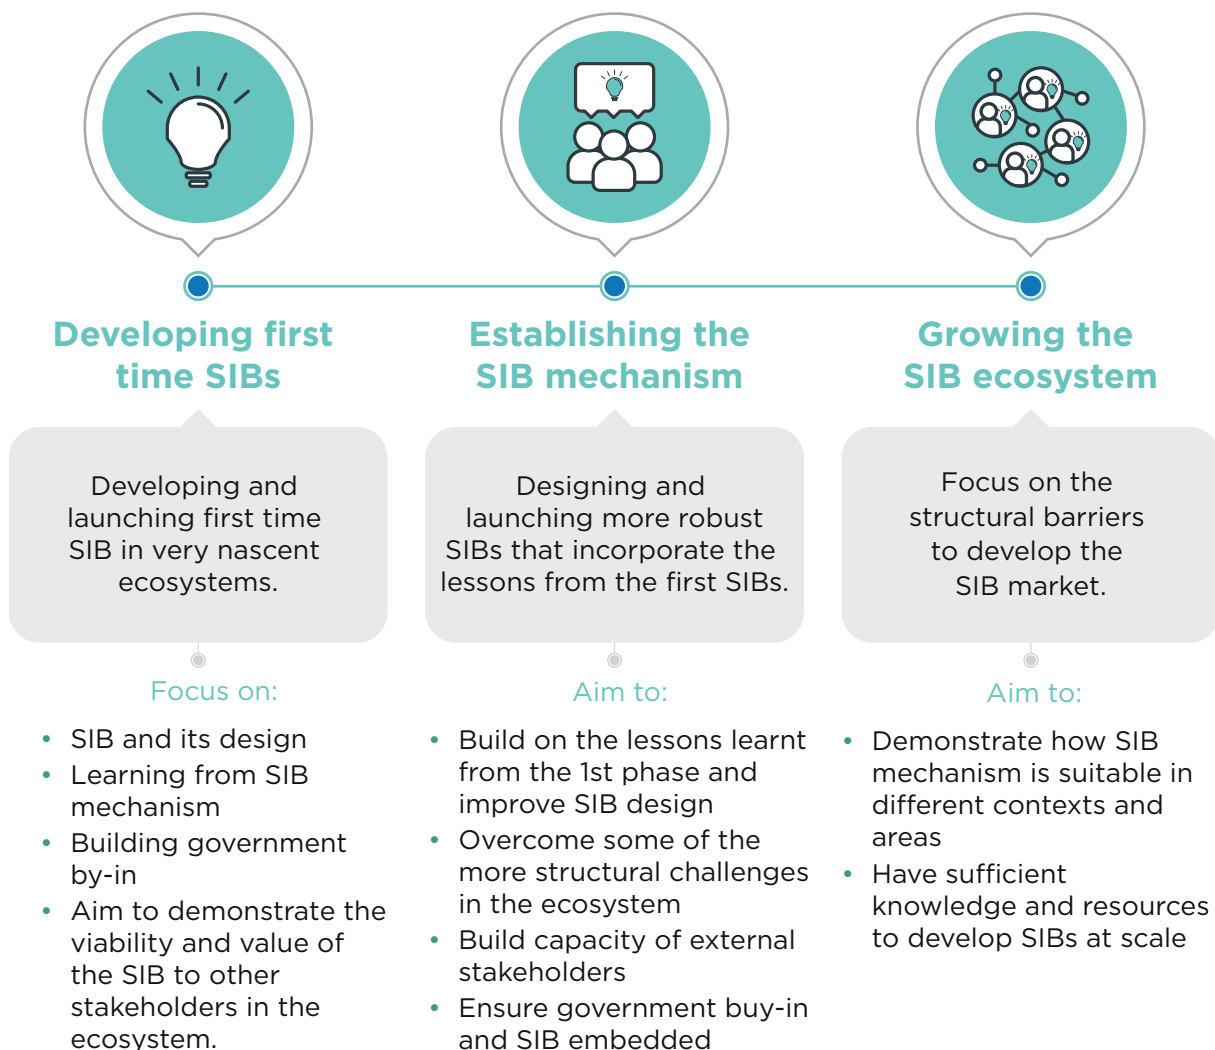 Developing first
time SIBs
Developing and
launching first time
SIB in very nascent
ecosystems.
Focus on:
• SIB and its design
• Learning from SIB
mechanism
• Building government
by-in
• Aim to demonstrate the
viability and value of
the SIB to other
stakeholders in the
ecosystem.
Establishing the
SIB mechanism
Designing and
launching more robust
SIBs that incorporate the
lessons from the first SIBs.
Aim to:
• Build on the lessons learnt
from the 1st phase and
improve SIB design
• Overcome some of the
more structural challenges
in the ecosystem
• Build capacity of external
stakeholders
• Ensure government buy-in
and SIB embedded
Growing the
SIB ecosystem
Focus on the
structural barriers
to develop the
SIB market.
Aim to:
• Demonstrate how SIB
mechanism is suitable in
different contexts and
areas
• Have sufficient
knowledge and resources
to develop SIBs at scale